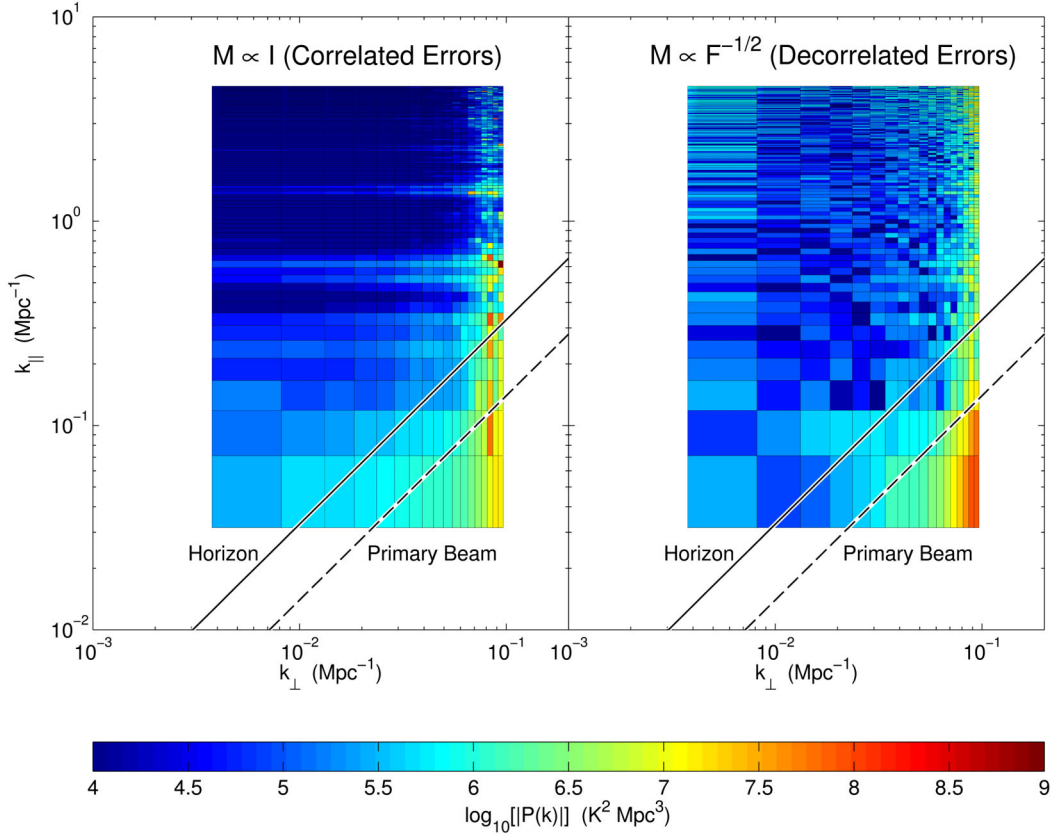 M ∝ I (Correlated Errors)
M ∝ F^{-1/2} (Decorrelated Errors)
10^1
10^0
10^{-1}
10^{-2}
k_{||} (Mpc^{-1})
Horizon
Primary Beam
Horizon
Primary Beam
10^{-3}
10^{-2}
10^{-1}
10^{-3}
10^{-2}
10^{-1}
k_⊥ (Mpc^{-1})
k_⊥ (Mpc^{-1})
4 4.5 5 5.5 6 6.5 7 7.5 8 8.5 9
log_{10}[|P(k)|] (K^2 Mpc^3)